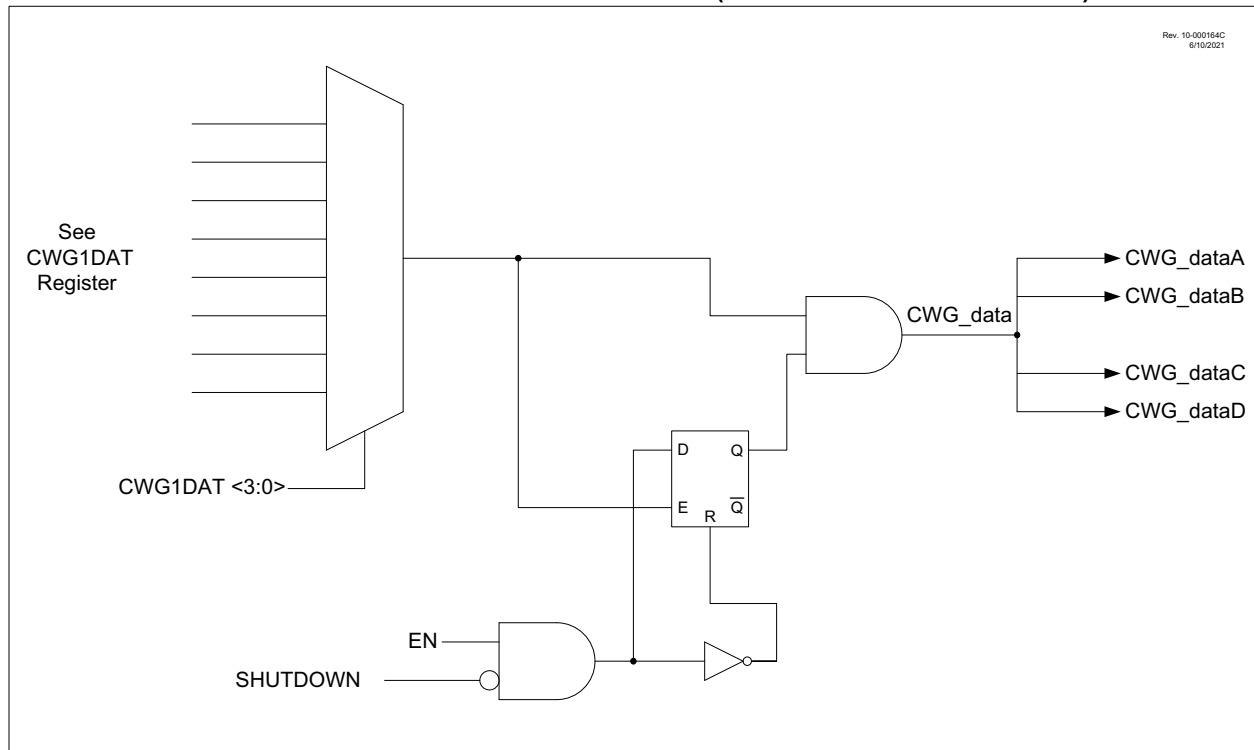 Rev. 10-000164C
6/10/2021
See
CWG1DAT
Register
CWG1DAT <3:0>
D
Q
E
Q̅
R
CWG_data
CWG_dataA
CWG_dataB
CWG_dataC
CWG_dataD
EN
SHUTDOWN